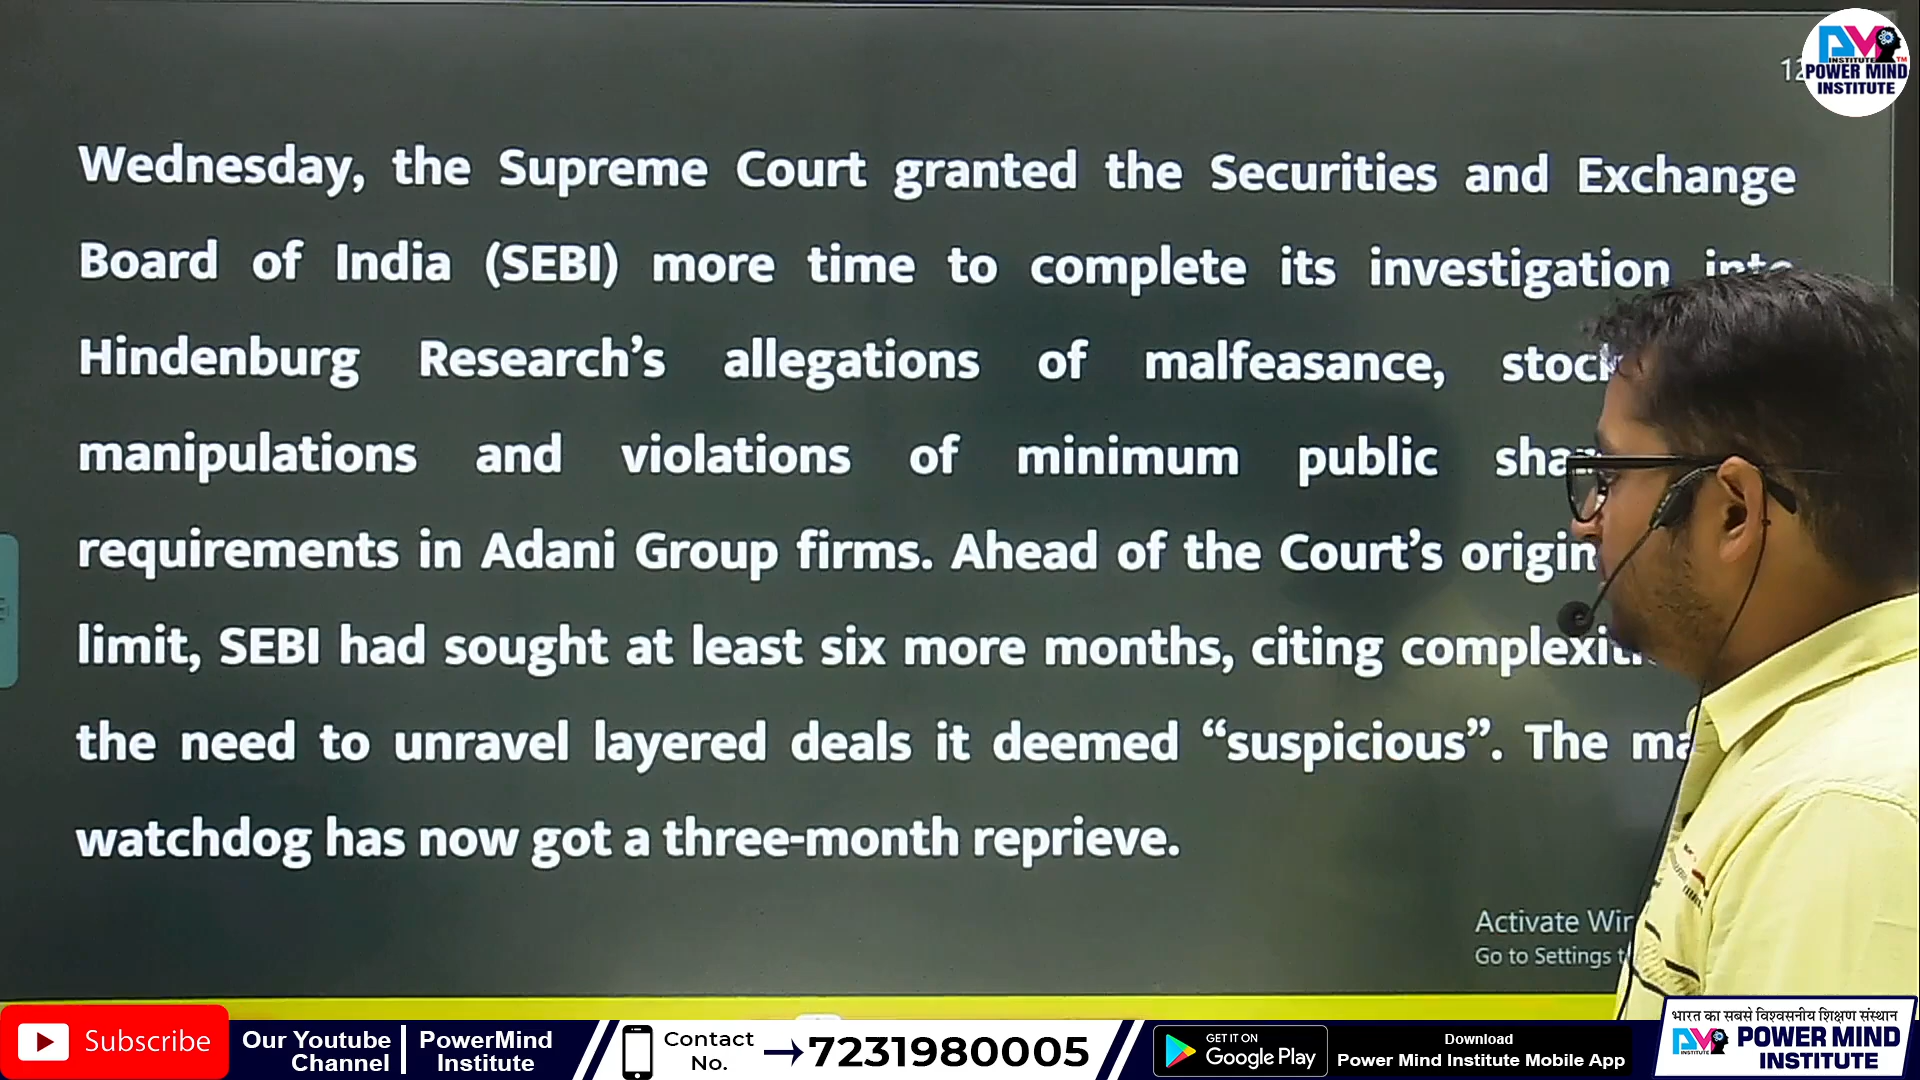 12
POWER MIND
INSTITUTE
Wednesday, the Supreme Court granted the Securities and Exchange
Board of India (SEBI) more time to complete its investigation into
Hindenburg Research's allegations of malfeasance, stock
manipulations and violations of minimum public
requirements in Adani Group firms. Ahead of the Court's
limit, SEBI had sought at least six more months, citing
the need to unravel layered deals it deemed “suspicious”. The
watchdog has now got a three-month reprieve.
Activate
Go to Settings
Subscribe
Our Youtube
Channel
PowerMind
Institute
Contact
No.
7231980005
GET IT ON
Google Play
Download
Power Mind Institute Mobile App
भारत का सबसे विश्वसनीय शिक्षण संस्थान
POWER MIND
INSTITUTE